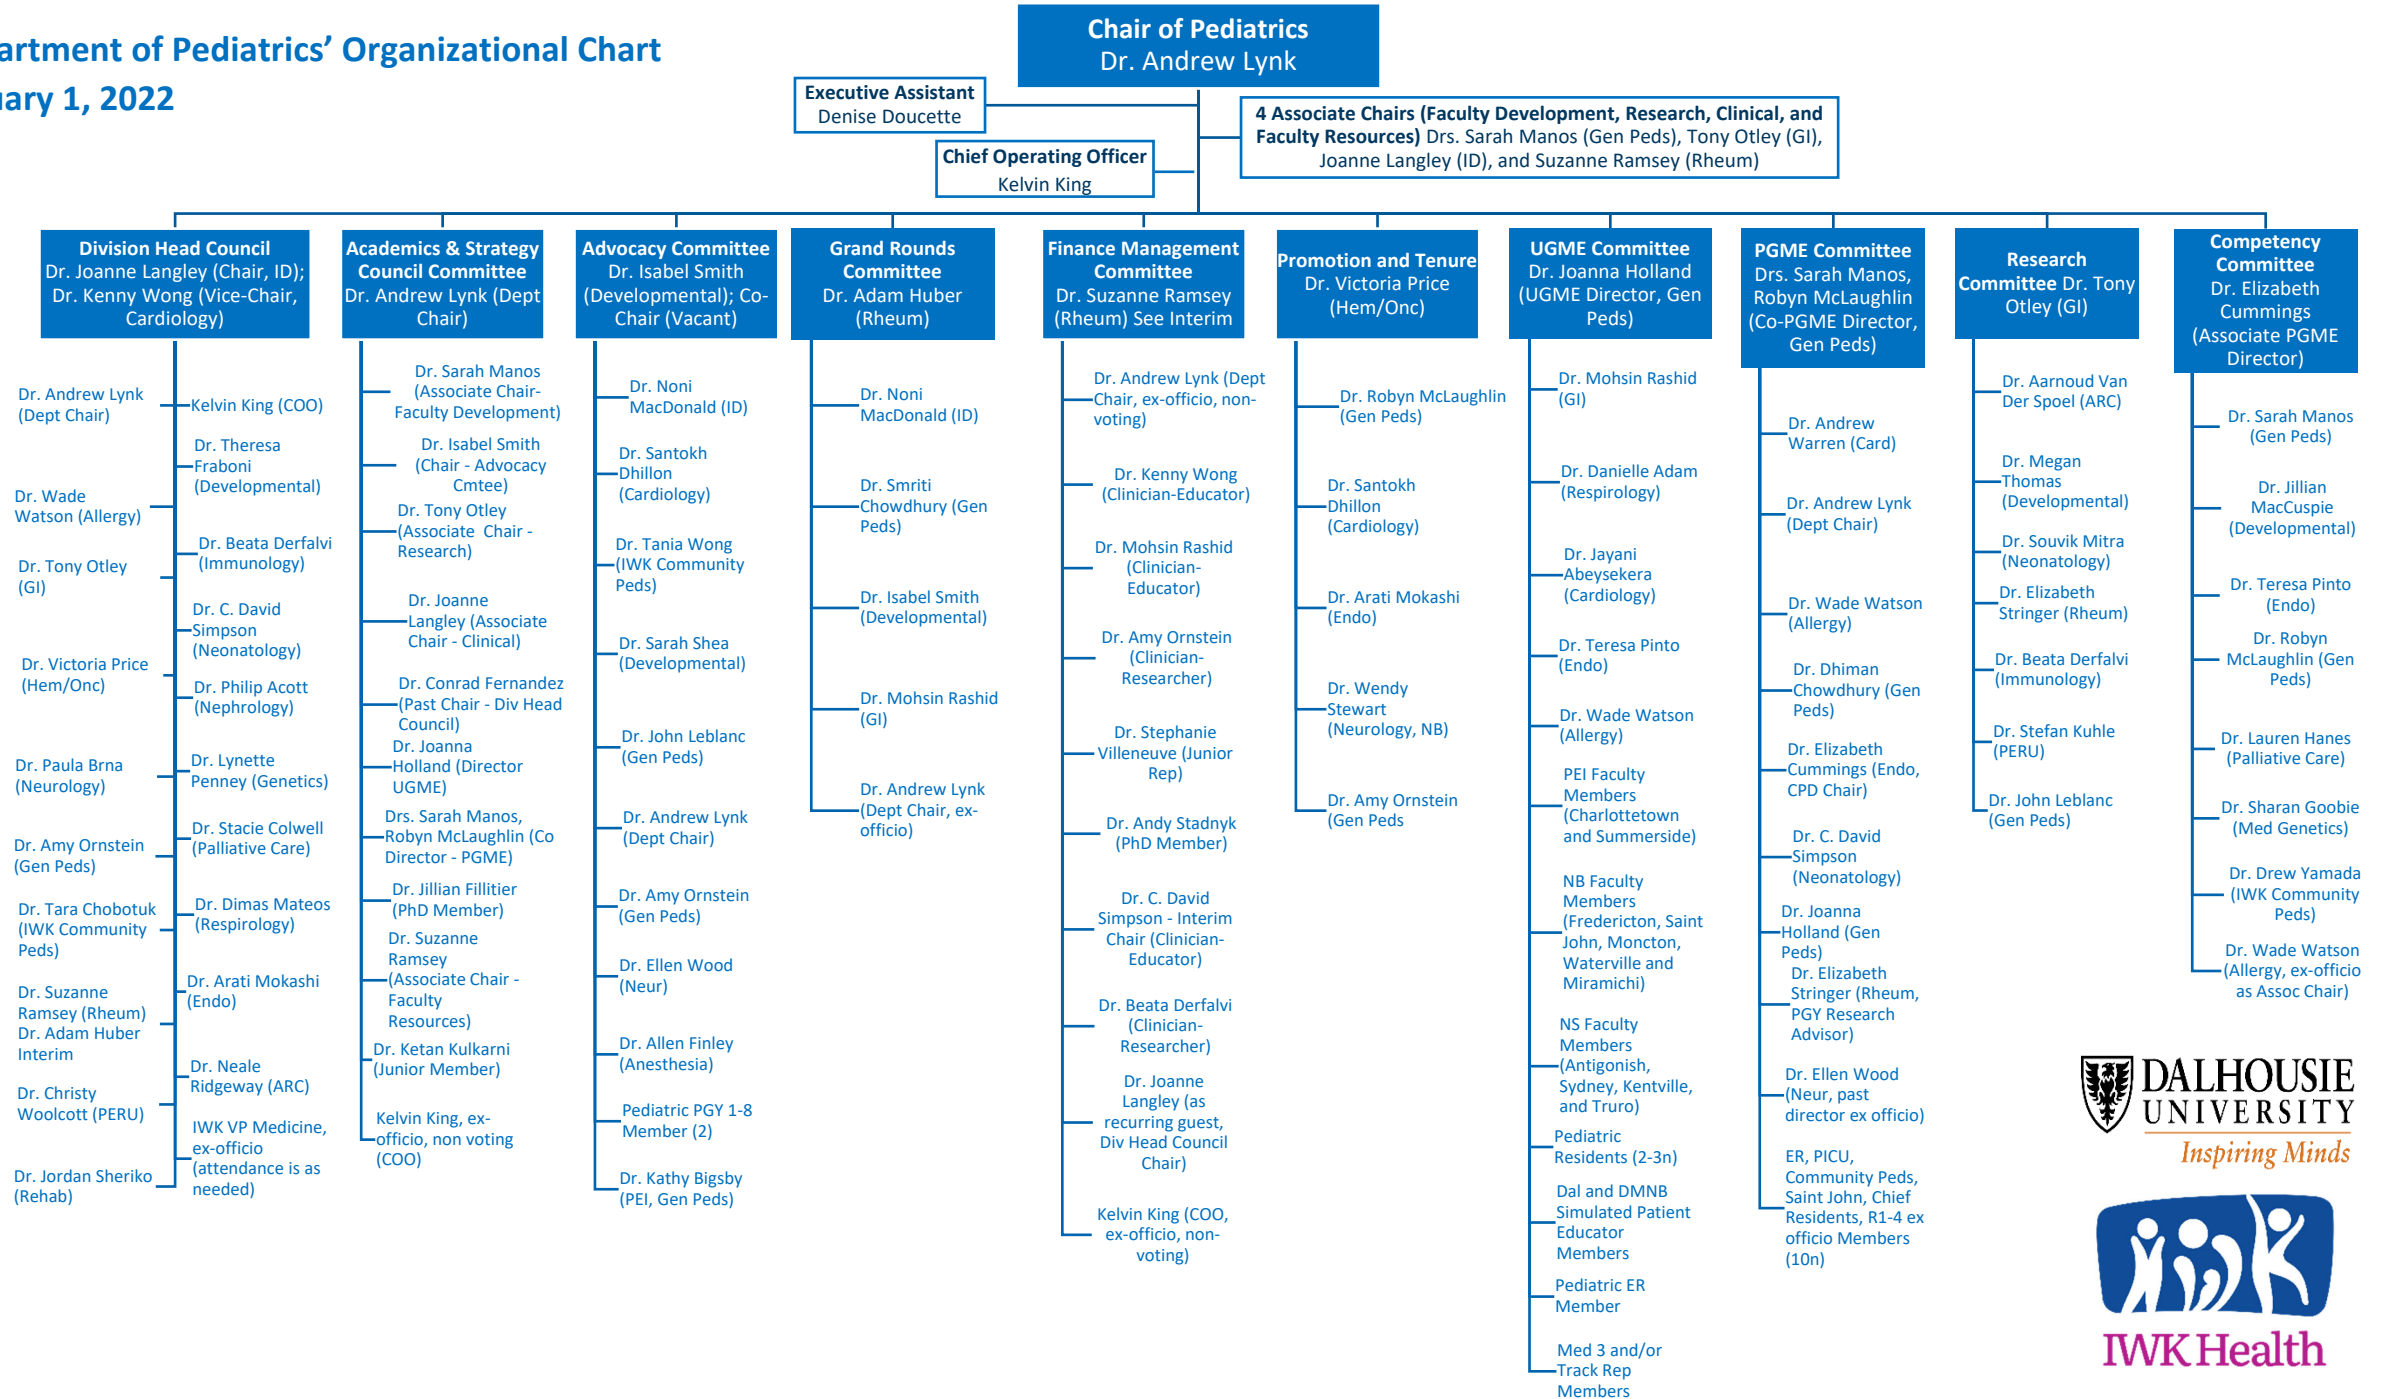 artment of Pediatrics’ Organizational Chart
uary 1, 2022
Chair of Pediatrics
Dr. Andrew Lynk
Executive Assistant
Denise Doucette
4 Associate Chairs (Faculty Development, Research, Clinical, and
Faculty Resources) Drs. Sarah Manos (Gen Peds), Tony Otley (GI),
Joanne Langley (ID), and Suzanne Ramsey (Rheum)
Chief Operating Officer
Kelvin King
Division Head Council
Dr. Joanne Langley (Chair, ID);
Dr. Kenny Wong (Vice-Chair,
Cardiology)
Dr. Andrew Lynk
(Dept Chair)
Kelvin King (COO)
Dr. Theresa
Fraboni
(Developmental)
Dr. Wade
Watson (Allergy)
Dr. Beata Derfalvi
(Immunology)
Dr. Tony Otley
(GI)
Dr. C. David
Simpson
(Neonatology)
Dr. Victoria Price
(Hem/Onc)
Dr. Philip Acott
(Nephrology)
Dr. Paula Brna
(Neurology)
Dr. Lynette
Penney (Genetics)
Dr. Stacie Colwell
(Palliative Care)
Dr. Amy Ornstein
(Gen Peds)
Dr. Tara Chobotuk
(IWK Community
Peds)
Dr. Dimas Mateos
(Respirology)
Dr. Arati Mokashi
(Endo)
Dr. Suzanne
Ramsey (Rheum)
Dr. Adam Huber
Interim
Dr. Neale
Ridgeway (ARC)
Dr. Christy
Woolcott (PERU)
IWK VP Medicine,
ex-officio
(attendance is as
needed)
Dr. Jordan Sheriko
(Rehab)
Academics & Strategy
Council Committee
Dr. Andrew Lynk (Dept
Chair)
Dr. Sarah Manos
(Associate Chair-
Faculty Development)
Dr. Isabel Smith
(Chair - Advocacy
Cmtee)
Dr. Tony Otley
(Associate  Chair -
Research)
Dr. Joanne
Langley (Associate
Chair - Clinical)
Dr. Conrad Fernandez
(Past Chair - Div Head
Council)
Dr. Joanna
Holland (Director
UGME)
Drs. Sarah Manos,
Robyn McLaughlin (Co
Director - PGME)
Dr. Jillian Fillitier
(PhD Member)
Dr. Suzanne
Ramsey
(Associate Chair -
Faculty
Resources)
Dr. Ketan Kulkarni
(Junior Member)
Kelvin King, ex-
officio, non voting
(COO)
Advocacy Committee
Dr. Isabel Smith
(Developmental); Co-
Chair (Vacant)
Dr. Noni
MacDonald (ID)
Dr. Santokh
Dhillon
(Cardiology)
Dr. Tania Wong
(IWK Community
Peds)
Dr. Sarah Shea
(Developmental)
Dr. John Leblanc
(Gen Peds)
Dr. Andrew Lynk
(Dept Chair)
Dr. Amy Ornstein
(Gen Peds)
Dr. Ellen Wood
(Neur)
Dr. Allen Finley
(Anesthesia)
Pediatric PGY 1-8
Member (2)
Dr. Kathy Bigsby
(PEI, Gen Peds)
Grand Rounds
Committee
Dr. Adam Huber
(Rheum)
Dr. Noni
MacDonald (ID)
Dr. Smriti
Chowdhury (Gen
Peds)
Dr. Isabel Smith
(Developmental)
Dr. Mohsin Rashid
(GI)
Dr. Andrew Lynk
(Dept Chair, ex-
officio)
Finance Management
Committee
Dr. Suzanne Ramsey
(Rheum) See Interim
Dr. Andrew Lynk (Dept
Chair, ex-officio, non-
voting)
Dr. Kenny Wong
(Clinician-Educator)
Dr. Mohsin Rashid
(Clinician-
Educator)
Dr. Amy Ornstein
(Clinician-
Researcher)
Dr. Stephanie
Villeneuve (Junior
Rep)
Dr. Andy Stadnyk
(PhD Member)
Dr. C. David
Simpson - Interim
Chair (Clinician-
Educator)
Dr. Beata Derfalvi
(Clinician-
Researcher)
Dr. Joanne
Langley (as
recurring guest,
Div Head Council
Chair)
Kelvin King (COO,
ex-officio, non-
voting)
Promotion and Tenure
Dr. Victoria Price
(Hem/Onc)
Dr. Robyn McLaughlin
(Gen Peds)
Dr. Santokh
Dhillon
(Cardiology)
Dr. Arati Mokashi
(Endo)
Dr. Wendy
Stewart
(Neurology, NB)
Dr. Amy Ornstein
(Gen Peds
UGME Committee
Dr. Joanna Holland
(UGME Director, Gen
Peds)
Dr. Mohsin Rashid
(GI)
Dr. Danielle Adam
(Respirology)
Dr. Jayani
Abeysekera
(Cardiology)
Dr. Teresa Pinto
(Endo)
Dr. Wade Watson
(Allergy)
PEI Faculty
Members
(Charlottetown
and Summerside)
NB Faculty
Members
(Fredericton, Saint
John, Moncton,
Waterville and
Miramichi)
NS Faculty
Members
(Antigonish,
Sydney, Kentville,
and Truro)
Pediatric
Residents (2-3n)
Dal and DMNB
Simulated Patient
Educator
Members
Pediatric ER
Member
Med 3 and/or
Track Rep
Members
PGME Committee
Drs. Sarah Manos,
Robyn McLaughlin
(Co-PGME Director,
Gen Peds)
Dr. Andrew
Warren (Card)
Dr. Andrew Lynk
(Dept Chair)
Dr. Wade Watson
(Allergy)
Dr. Dhiman
Chowdhury (Gen
Peds)
Dr. Elizabeth
Cummings (Endo,
CPD Chair)
Dr. C. David
Simpson
(Neonatology)
Dr. Joanna
Holland (Gen
Peds)
Dr. Elizabeth
Stringer (Rheum,
PGY Research
Advisor)
Dr. Ellen Wood
(Neur, past
director ex officio)
ER, PICU,
Community Peds,
Saint John, Chief
Residents, R1-4 ex
officio Members
(10n)
Research
Committee Dr. Tony
Otley (GI)
Dr. Aarnoud Van
Der Spoel (ARC)
Dr. Megan
Thomas
(Developmental)
Dr. Souvik Mitra
(Neonatology)
Dr. Elizabeth
Stringer (Rheum)
Dr. Beata Derfalvi
(Immunology)
Dr. Stefan Kuhle
(PERU)
Dr. John Leblanc
(Gen Peds)
Competency
Committee
Dr. Elizabeth
Cummings
(Associate PGME
Director)
Dr. Sarah Manos
(Gen Peds)
Dr. Jillian
MacCuspie
(Developmental)
Dr. Teresa Pinto
(Endo)
Dr. Robyn
McLaughlin (Gen
Peds)
Dr. Lauren Hanes
(Palliative Care)
Dr. Sharan Goobie
(Med Genetics)
Dr. Drew Yamada
(IWK Community
Peds)
Dr. Wade Watson
(Allergy, ex-officio
as Assoc Chair)
DALHOUSIE
UNIVERSITY
Inspiring Minds
iwk
IWK Health